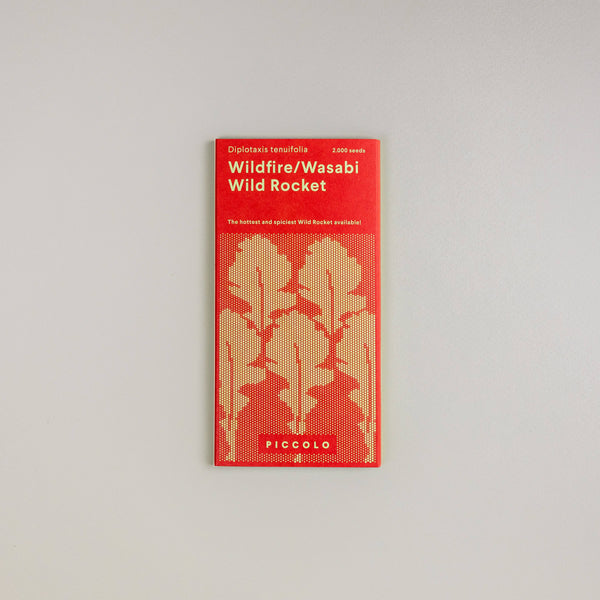 Diplotaxis tenuifolia
2.000 seeds
Wildfire/Wasabi
Wild Rocket
The hottest and spiciest Wild Rocket available!
PICCOLO